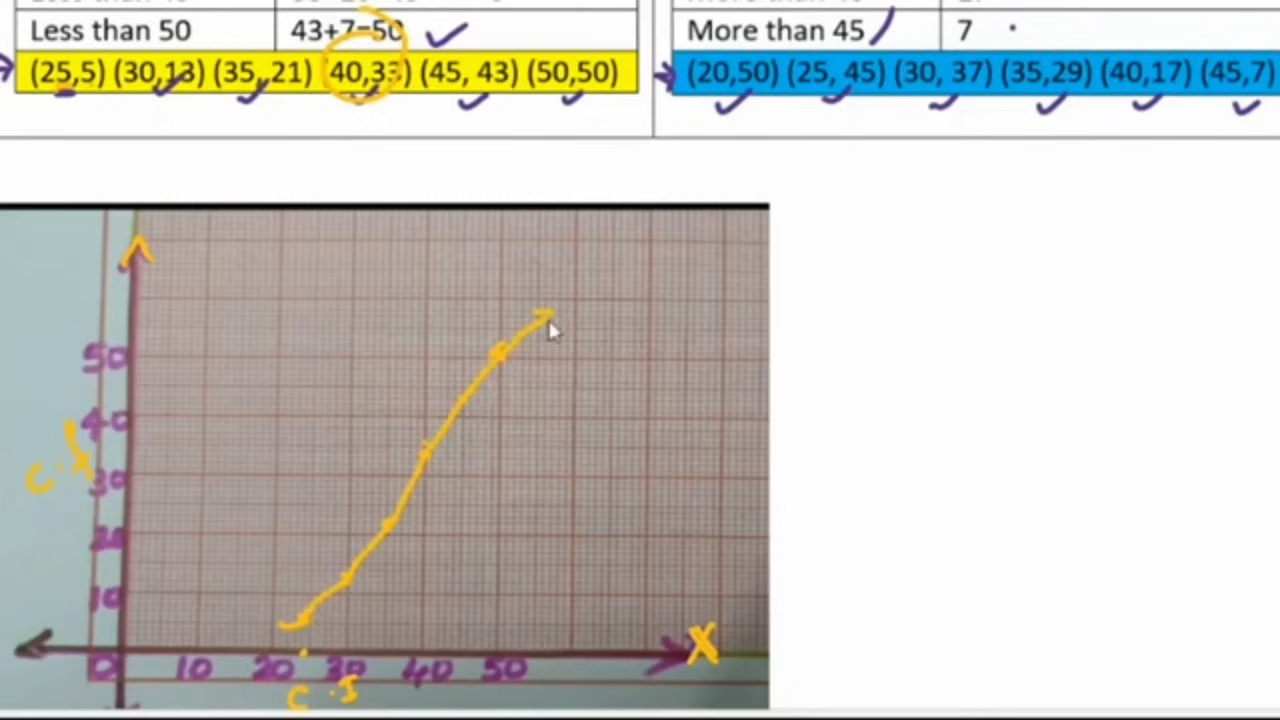 Less than 50 43+7=50
(25,5) (30,13) (35, 21) (40,33) (45, 43) (50,50)
More than 45 7
(20,50) (25, 45) (30, 37) (35,29) (40,17) (45,7)
50
40
c.f
30
20
10
0 10 20 30 40 50 X
C.I